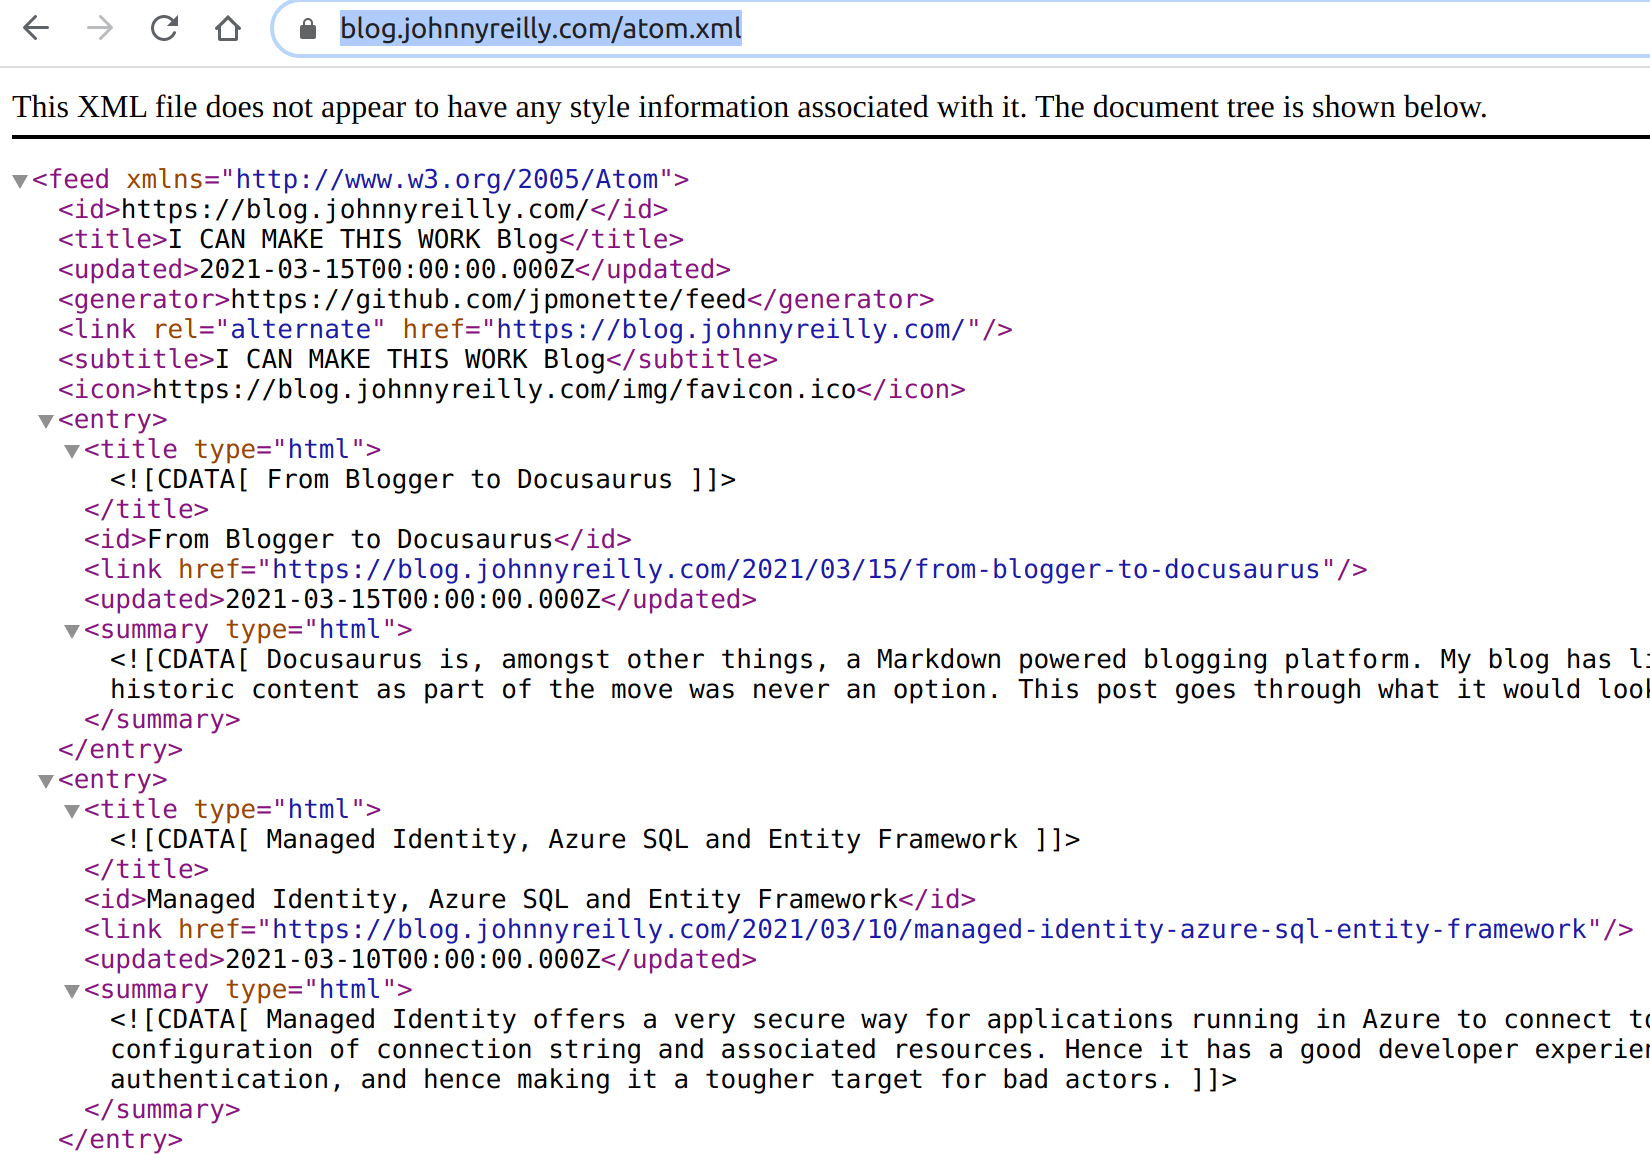 blog.johnnyreilly.com/atom.xml
This XML file does not appear to have any style information associated with it. The document tree is shown below.
<feed xmlns="http://www.w3.org/2005/Atom">
<id>https://blog.johnnyreilly.com/</id>
<title>I CAN MAKE THIS WORK Blog</title>
<updated>2021-03-15T00:00:00.000Z</updated>
<generator>https://github.com/jpmonette/feed</generator>
<link rel="alternate" href="https://blog.johnnyreilly.com/"/>
<subtitle>I CAN MAKE THIS WORK Blog</subtitle>
<icon>https://blog.johnnyreilly.com/img/favicon.ico</icon>
<entry>
<title type="html">
<![CDATA[ From Blogger to Docusaurus ]]>
</title>
<id>From Blogger to Docusaurus</id>
<link href="https://blog.johnnyreilly.com/2021/03/15/from-blogger-to-docusaurus"/>
<updated>2021-03-15T00:00:00.000Z</updated>
<summary type="html">
<![CDATA[ Docusaurus is, amongst other things, a Markdown powered blogging platform. My blog has li
historic content as part of the move was never an option. This post goes through what it would look
</summary>
</entry>
<entry>
<title type="html">
<![CDATA[ Managed Identity, Azure SQL and Entity Framework ]]>
</title>
<id>Managed Identity, Azure SQL and Entity Framework</id>
<link href="https://blog.johnnyreilly.com/2021/03/10/managed-identity-azure-sql-entity-framework"/>
<updated>2021-03-10T00:00:00.000Z</updated>
<summary type="html">
<![CDATA[ Managed Identity offers a very secure way for applications running in Azure to connect to
configuration of connection string and associated resources. Hence it has a good developer experien
authentication, and hence making it a tougher target for bad actors. ]]>
</summary>
</entry>